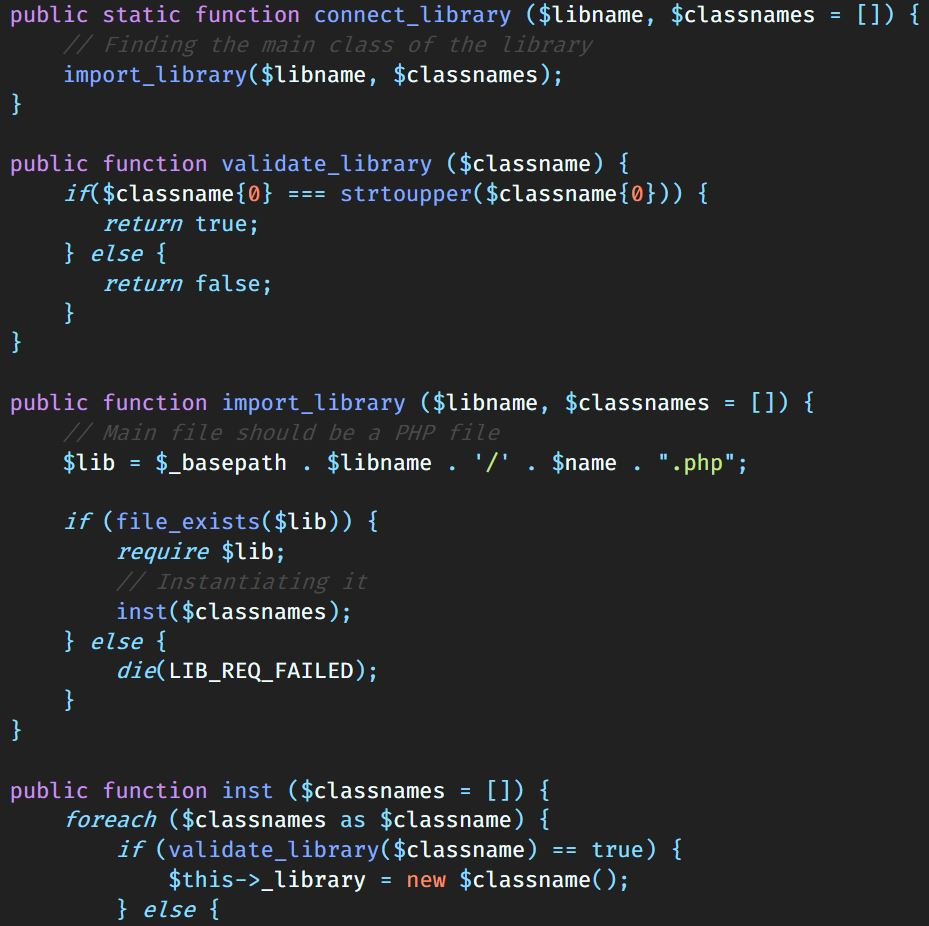 public static function connect_library ($libname, $classnames = []) {
    // Finding the main class of the library
    import_library($libname, $classnames);
}

public function validate_library ($classname) {
    if($classname{0} === strtoupper($classname{0})) {
       return true;
    } else {
       return false;
    }
}

public function import_library ($libname, $classnames = []) {
    // Main file should be a PHP file
    $lib = $_basepath . $libname . '/' . $name . ".php";

    if (file_exists($lib)) {
        require $lib;
        // Instantiating it
        inst($classnames);
    } else {
        die(LIB_REQ_FAILED);
    }
}

public function inst ($classnames = []) {
    foreach ($classnames as $classname) {
        if (validate_library($classname) == true) {
            $this->_library = new $classname();
        } else {